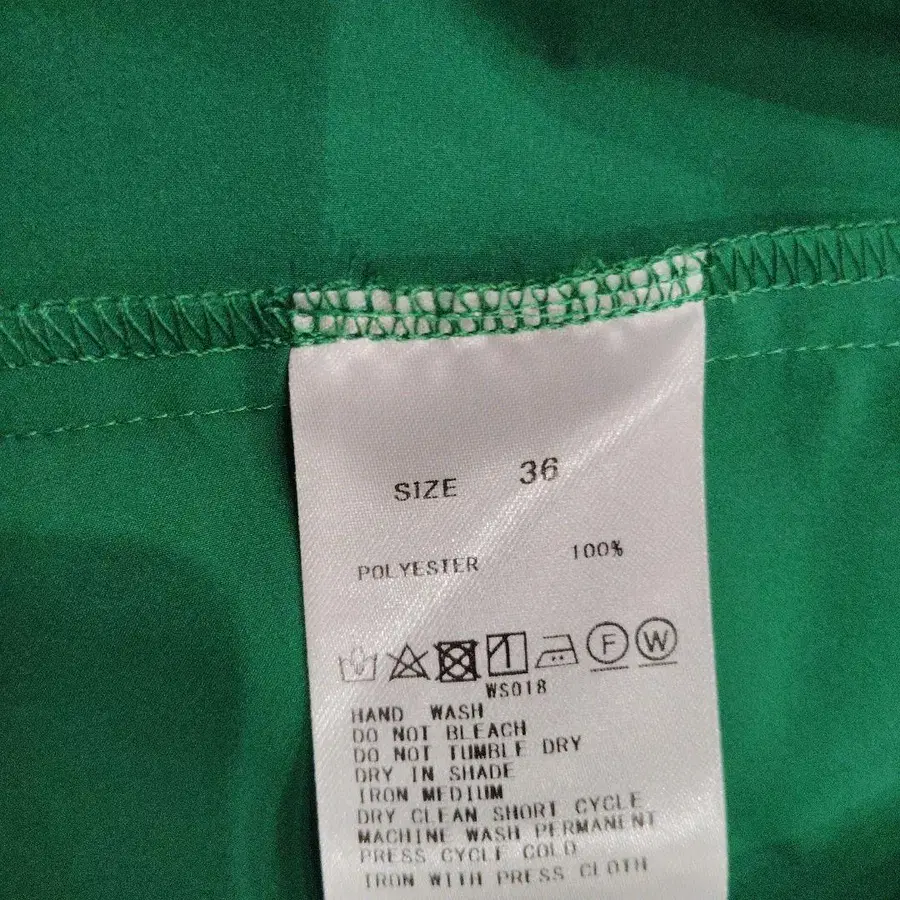 SIZE 36
POLYESTER 100%
F W
WS018
HAND WASH
DO NOT BLEACH
DO NOT TUMBLE DRY
DRY IN SHADE
IRON MEDIUM
DRY CLEAN SHORT CYCLE
MACHINE WASH PERMANENT
PRESS CYCLE COLD
IRON WITH PRESS CLOTH